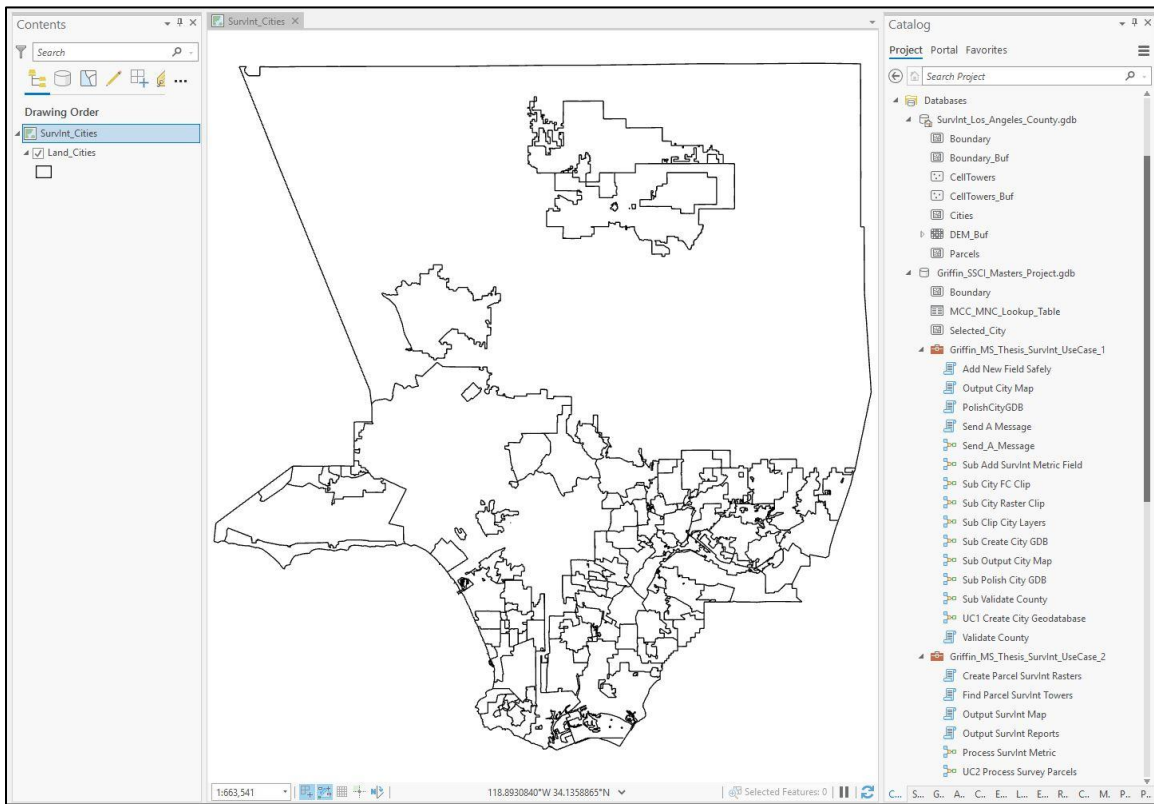 Contents
Search
Drawing Order
SurvInt_Cities
Land_Cities
SurvInt_Cities
1:663,541
118.8930840°W 34.1358865°N
Selected Features: 0
Catalog
Project Portal Favorites
Search Project
Databases
SurvInt_Los_Angeles_County.gdb
Boundary
Boundary_Buf
CellTowers
CellTowers_Buf
Cities
DEM_Buf
Parcels
Griffin_SSCI_Masters_Project.gdb
Boundary
MCC_MNC_Lookup_Table
Selected_City
Griffin_MS_Thesis_SurvInt_UseCase_1
Add New Field Safely
Output City Map
PolishCityGDB
Send A Message
Send_A_Message
Sub Add SurvInt Metric Field
Sub City FC Clip
Sub City Raster Clip
Sub Clip City Layers
Sub Create City GDB
Sub Output City Map
Sub Polish City GDB
Sub Validate County
UC1 Create City Geodatabase
Validate County
Griffin_MS_Thesis_SurvInt_UseCase_2
Create Parcel SurvInt Rasters
Find Parcel SurvInt Towers
Output SurvInt Map
Output SurvInt Reports
Process SurvInt Metric
UC2 Process Survey Parcels
C... S... G.. A... C... E... L... E... R... C... M. P... P...